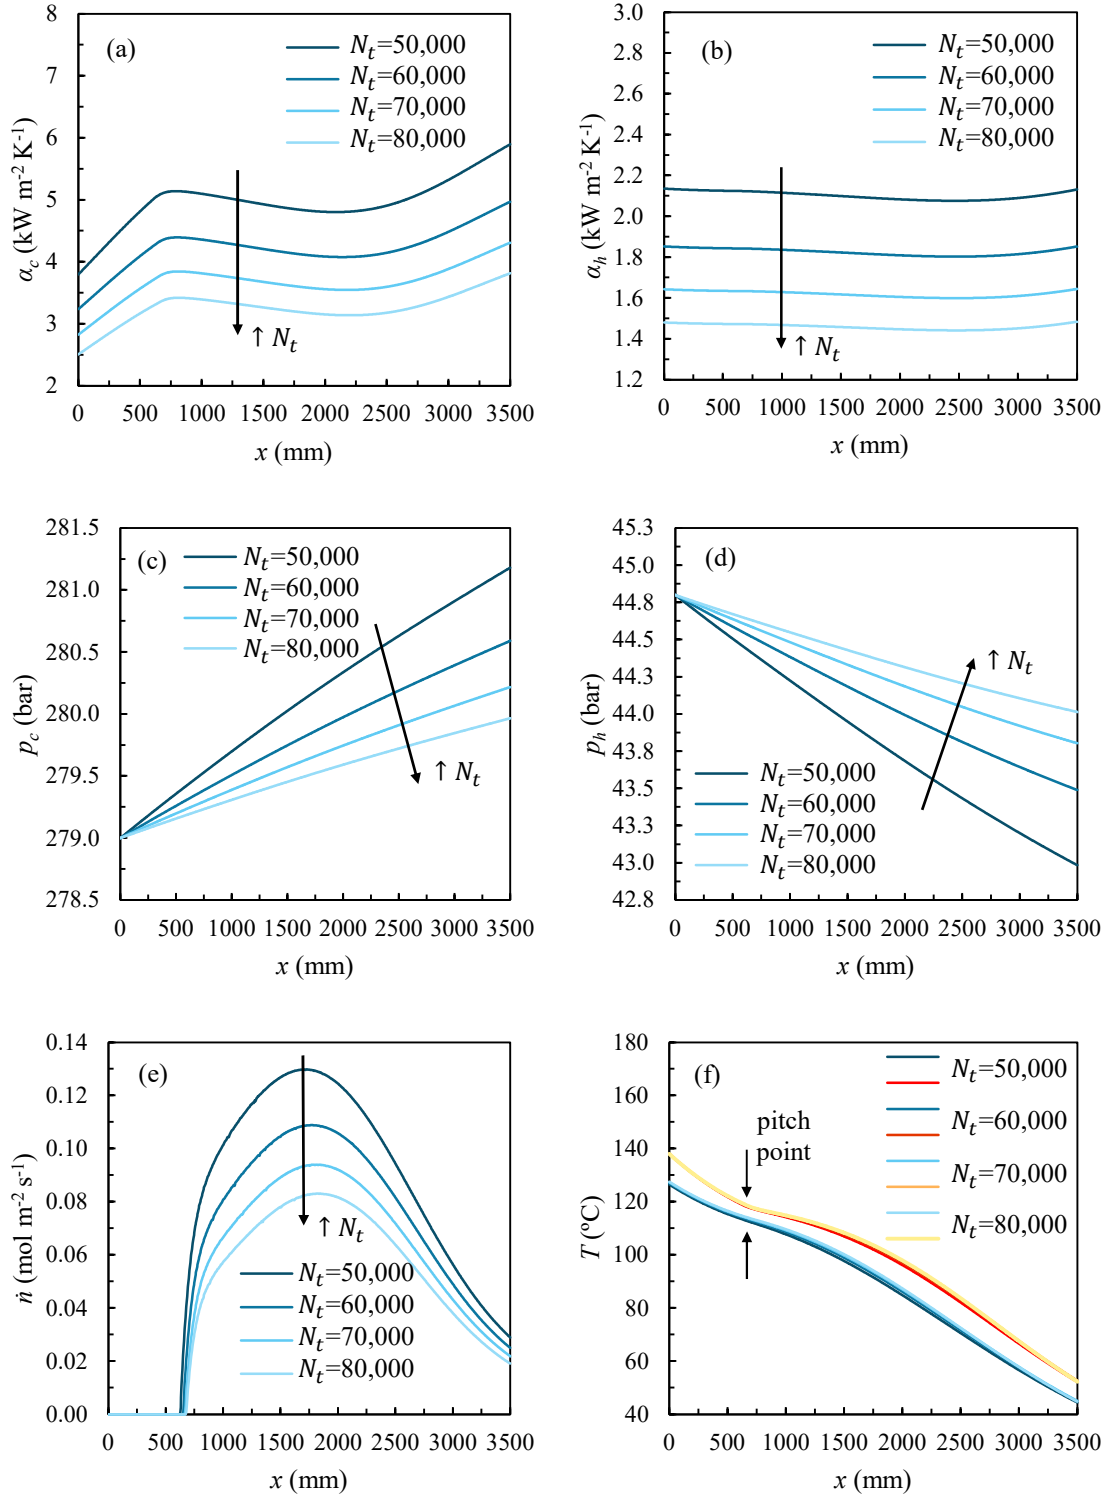 (a)
N_t=50,000
N_t=60,000
N_t=70,000
N_t=80,000
↑ N_t
8
7
6
5
4
3
2
α_c (kW m⁻² K⁻¹)
0 500 1000 1500 2000 2500 3000 3500
x (mm)
(b)
N_t=50,000
N_t=60,000
N_t=70,000
N_t=80,000
↑ N_t
3.0
2.8
2.6
2.4
2.2
2.0
1.8
1.6
1.4
1.2
α_h (kW m⁻² K⁻¹)
0 500 1000 1500 2000 2500 3000 3500
x (mm)
(c)
N_t=50,000
N_t=60,000
N_t=70,000
N_t=80,000
↑ N_t
281.5
281.0
280.5
280.0
279.5
279.0
278.5
p_c (bar)
0 500 1000 1500 2000 2500 3000 3500
x (mm)
(d)
↑ N_t
N_t=50,000
N_t=60,000
N_t=70,000
N_t=80,000
45.3
45.0
44.8
44.5
44.3
44.0
43.8
43.5
43.3
43.0
42.8
p_h (bar)
0 500 1000 1500 2000 2500 3000 3500
x (mm)
(e)
↑ N_t
N_t=50,000
N_t=60,000
N_t=70,000
N_t=80,000
0.14
0.12
0.10
0.08
0.06
0.04
0.02
0.00
ṅ (mol m⁻² s⁻¹)
0 500 1000 1500 2000 2500 3000 3500
x (mm)
(f)
N_t=50,000
N_t=60,000
N_t=70,000
N_t=80,000
pitch
point
180
160
140
120
100
80
60
40
T (ºC)
0 500 1000 1500 2000 2500 3000 3500
x (mm)